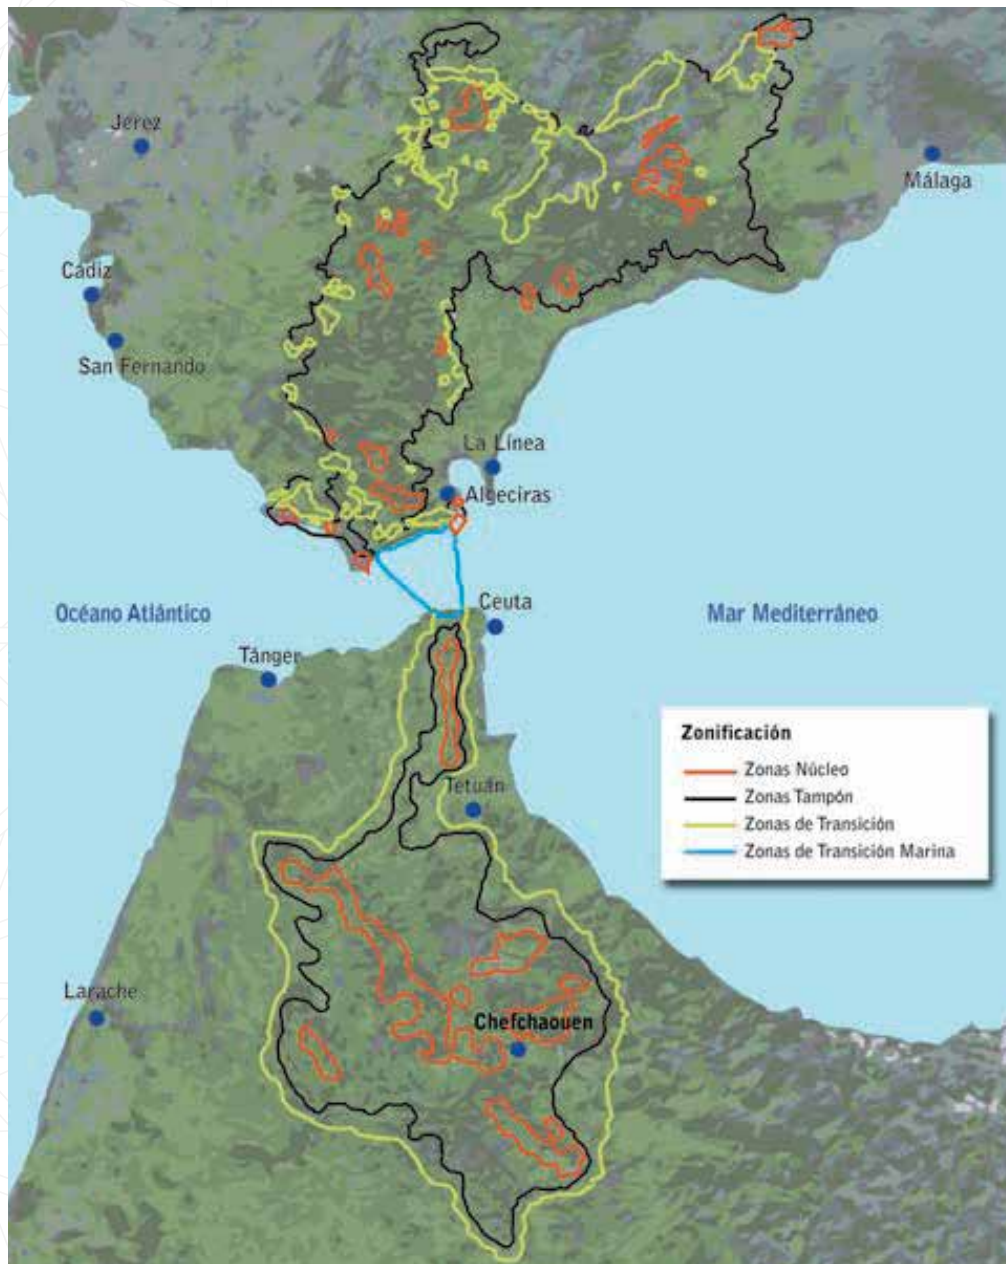 Jerez
Málaga
Cádiz
San Fernando
La Línea
Algeciras
Océano Atlántico
Ceuta
Mar Mediterráneo
Tánger
Zonificación
Zonas Núcleo
Zonas Tampón
Zonas de Transición
Zonas de Transición Marina
Tetuán
Larache
Chefchaouen